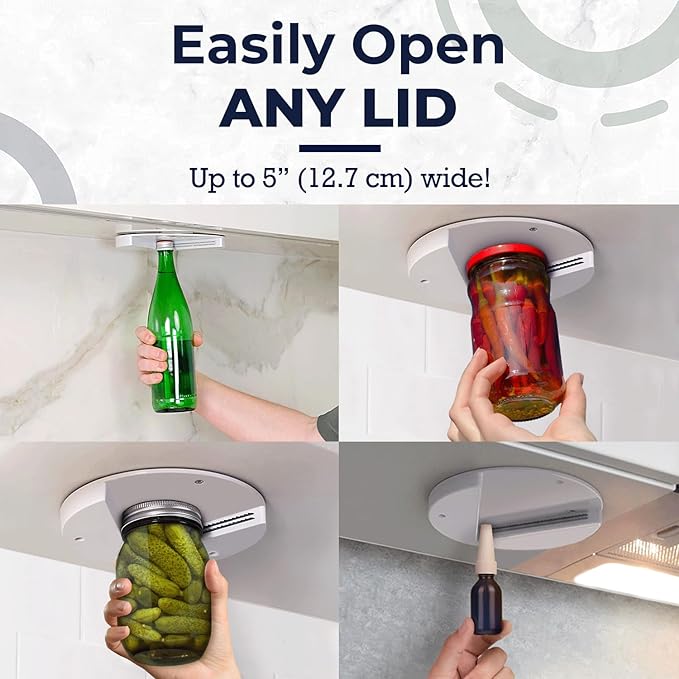 Easily Open
ANY LID
Up to 5” (12.7 cm) wide!